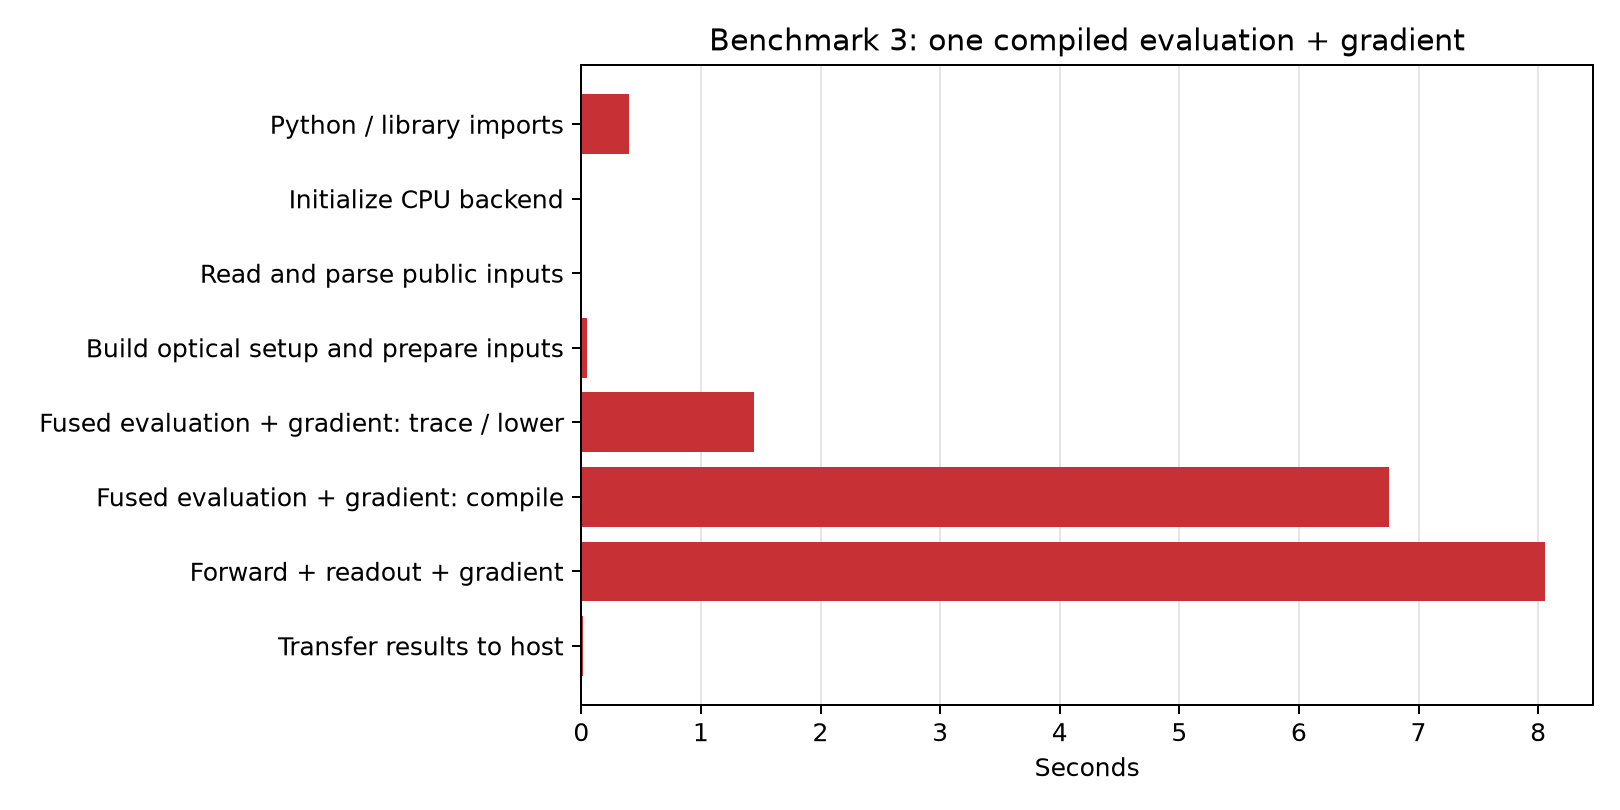 Benchmark 3: one compiled evaluation + gradient
Python / library imports
Initialize CPU backend
Read and parse public inputs
Build optical setup and prepare inputs
Fused evaluation + gradient: trace / lower
Fused evaluation + gradient: compile
Forward + readout + gradient
Transfer results to host
0 1 2 3 4 5 6 7 8
Seconds